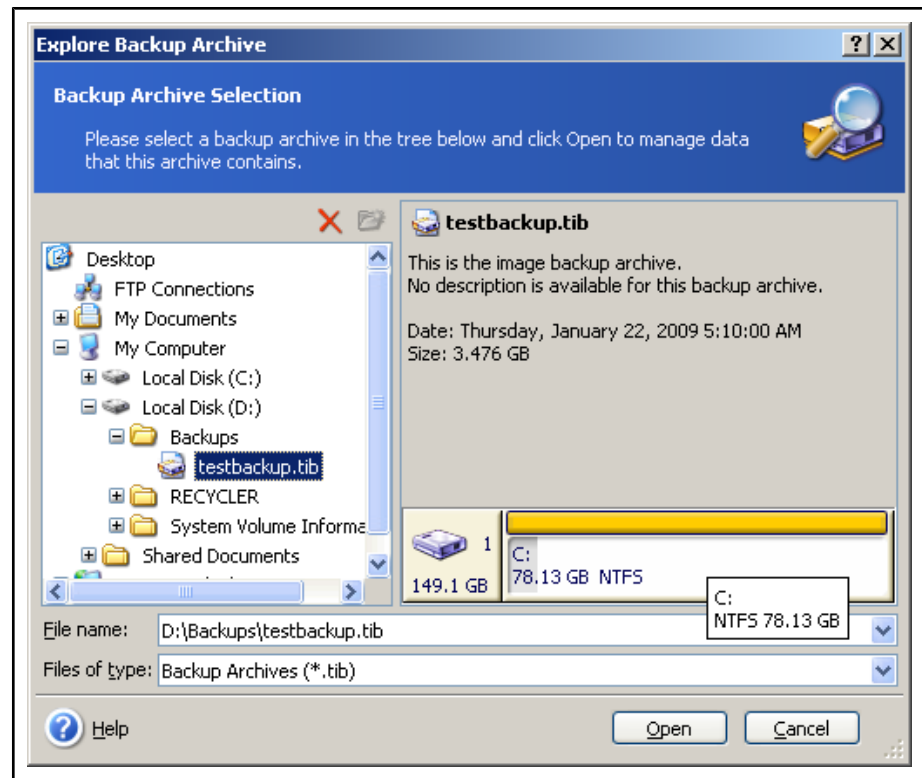 Explore Backup Archive
Backup Archive Selection
Please select a backup archive in the tree below and click Open to manage data
that this archive contains.
testbackup.tib
This is the image backup archive.
No description is available for this backup archive.
Date: Thursday, January 22, 2009 5:10:00 AM
Size: 3.476 GB
Desktop
FTP Connections
My Documents
My Computer
Local Disk (C:)
Local Disk (D:)
Backups
testbackup.tib
RECYCLER
System Volume Informa
Shared Documents
1
149.1 GB
C:
78.13 GB NTFS
C:
NTFS 78.13 GB
File name: D:\Backups\testbackup.tib
Files of type: Backup Archives (*.tib)
Help
Open
Cancel